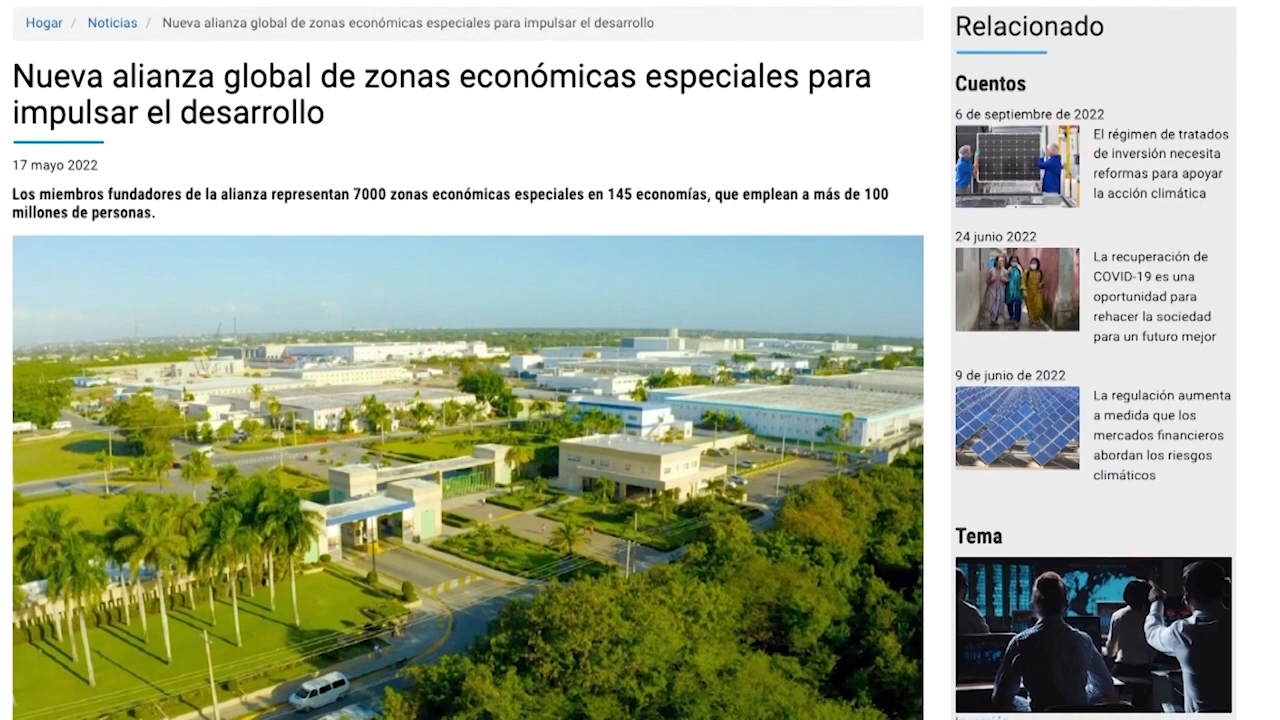 Hogar / Noticias / Nueva alianza global de zonas económicas especiales para impulsar el desarrollo
Nueva alianza global de zonas económicas especiales para
impulsar el desarrollo
17 mayo 2022
Los miembros fundadores de la alianza representan 7000 zonas económicas especiales en 145 economías, que emplean a más de 100
millones de personas.
Relacionado
Cuentos
6 de septiembre de 2022
El régimen de tratados
de inversión necesita
reformas para apoyar
la acción climática
24 junio 2022
La recuperación de
COVID-19 es una
oportunidad para
rehacer la sociedad
para un futuro mejor
9 de junio de 2022
La regulación aumenta
a medida que los
mercados financieros
abordan los riesgos
climáticos
Tema